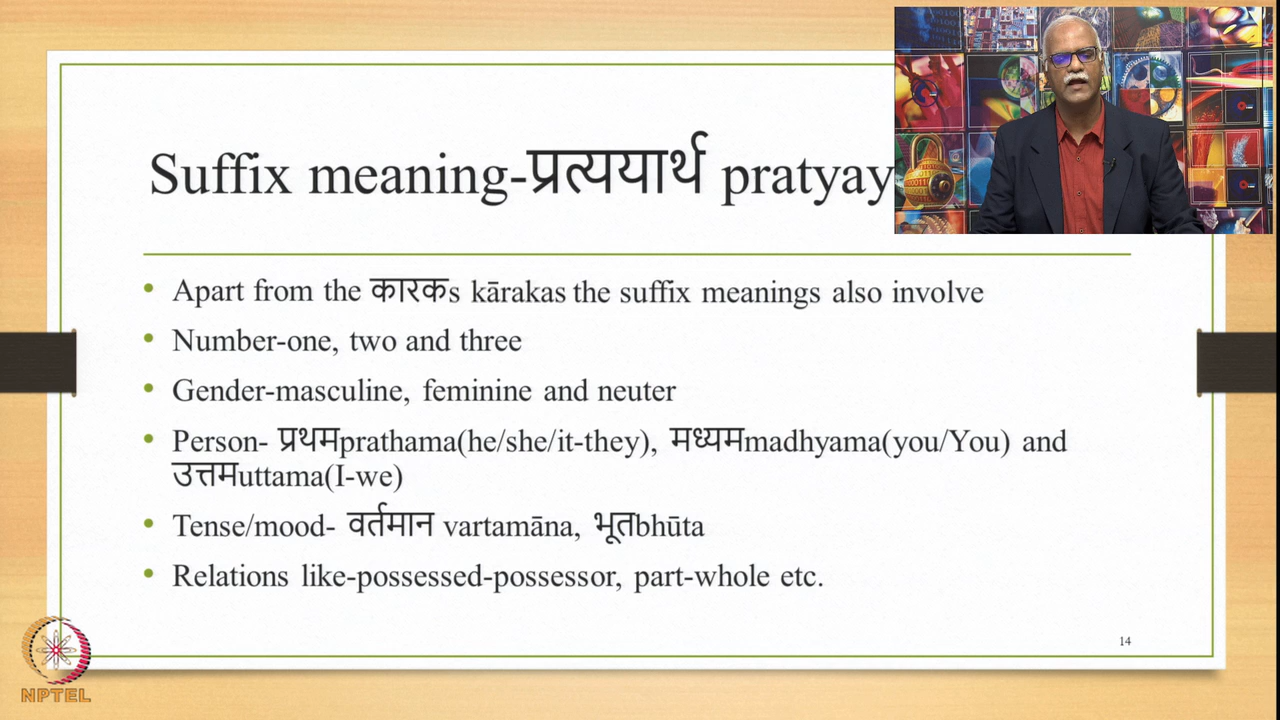 Suffix meaning-प्रत्ययार्थ pratyay
• Apart from the कारकs kārakas the suffix meanings also involve
• Number-one, two and three
• Gender-masculine, feminine and neuter
• Person- प्रथमprathama(he/she/it-they), मध्यमmadhyama(you/You) and
उत्तमuttama(I-we)
• Tense/mood- वर्तमान vartamāna, भूतbhūta
• Relations like-possessed-possessor, part-whole etc.
14
NPTEL